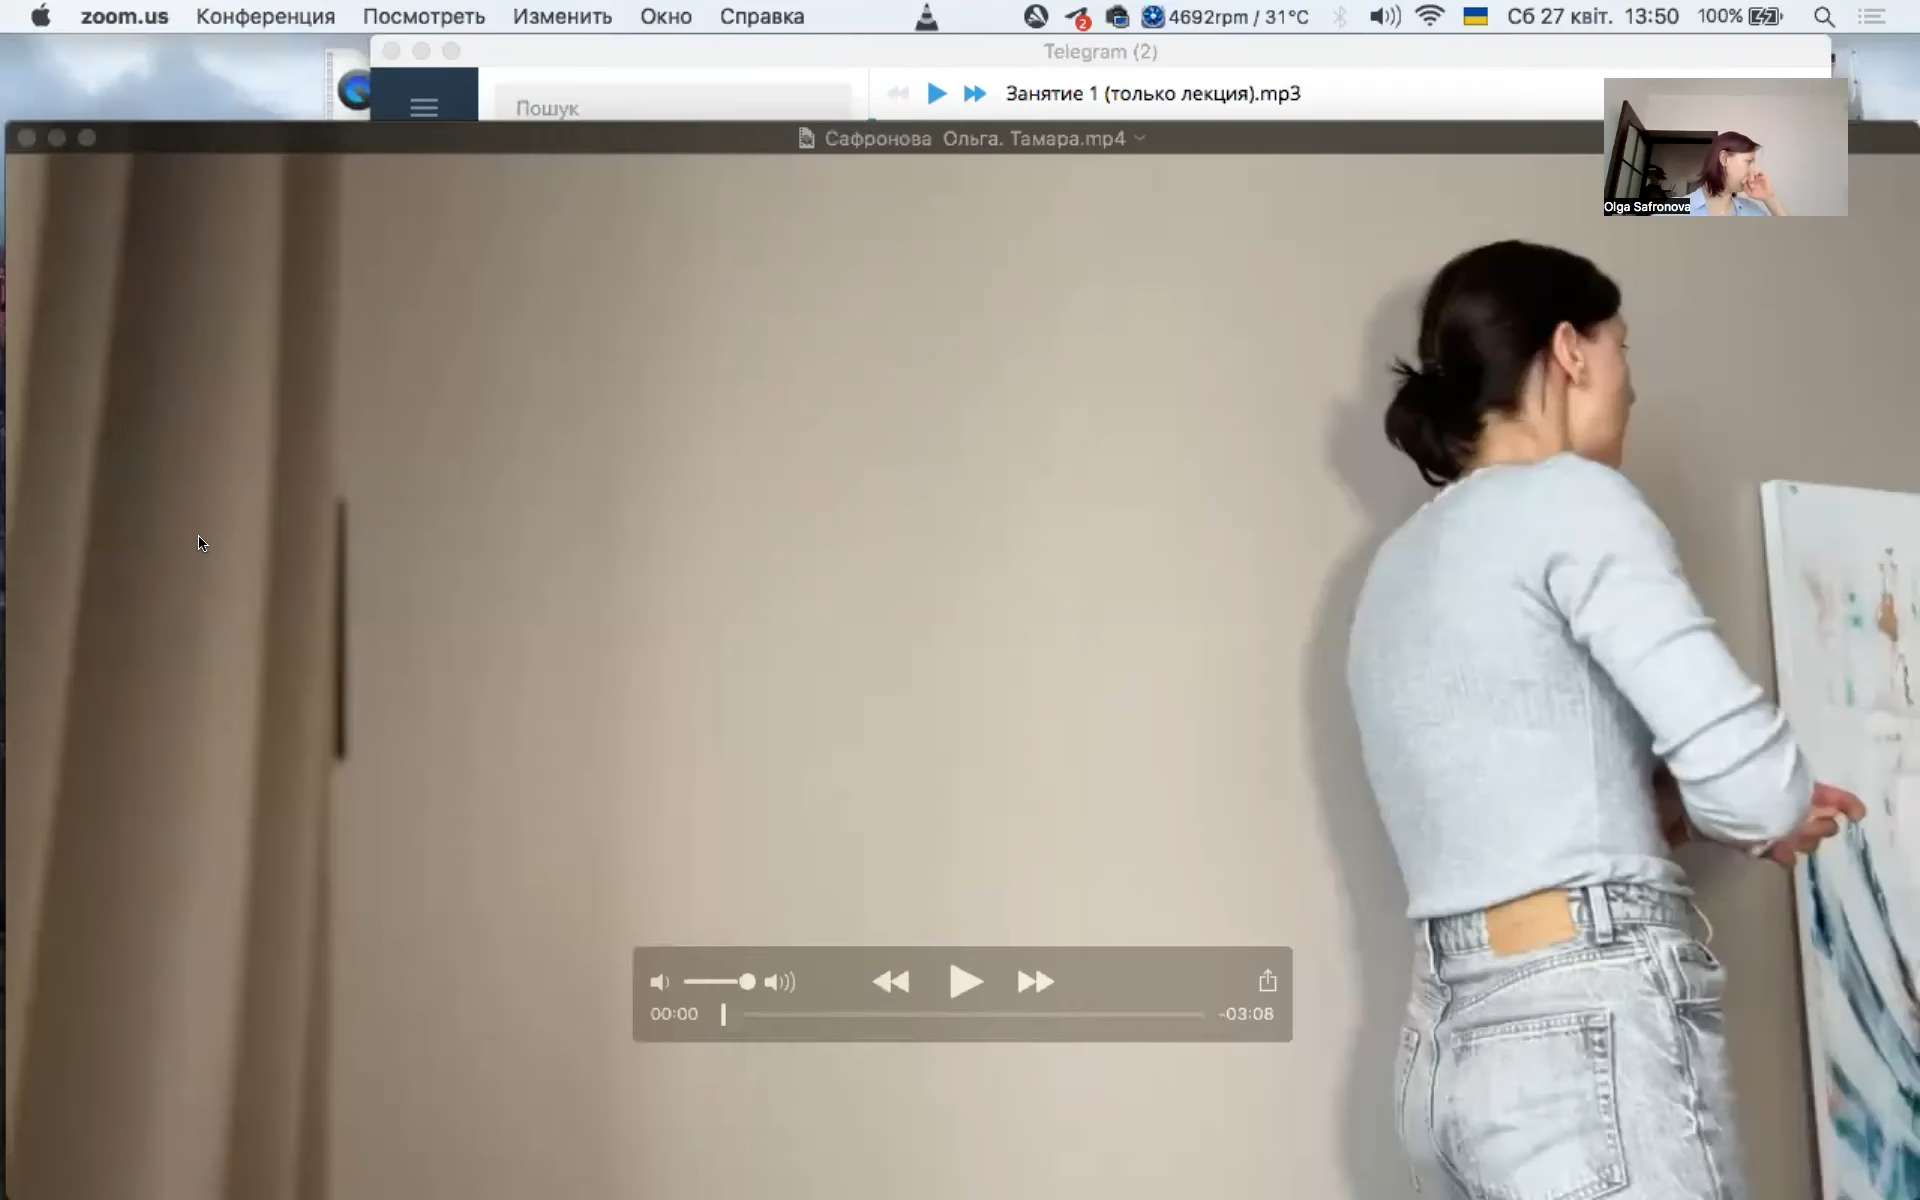 zoom.us Конференция Посмотреть Изменить Окно Справка 2 4692rpm / 31°C Сб 27 квіт. 13:50 100%
Telegram (2)
Пошук
Занятие 1 (только лекция).mp3
Сафронова Ольга. Тамара.mp4
Olga Safronova
00:00
-03:08